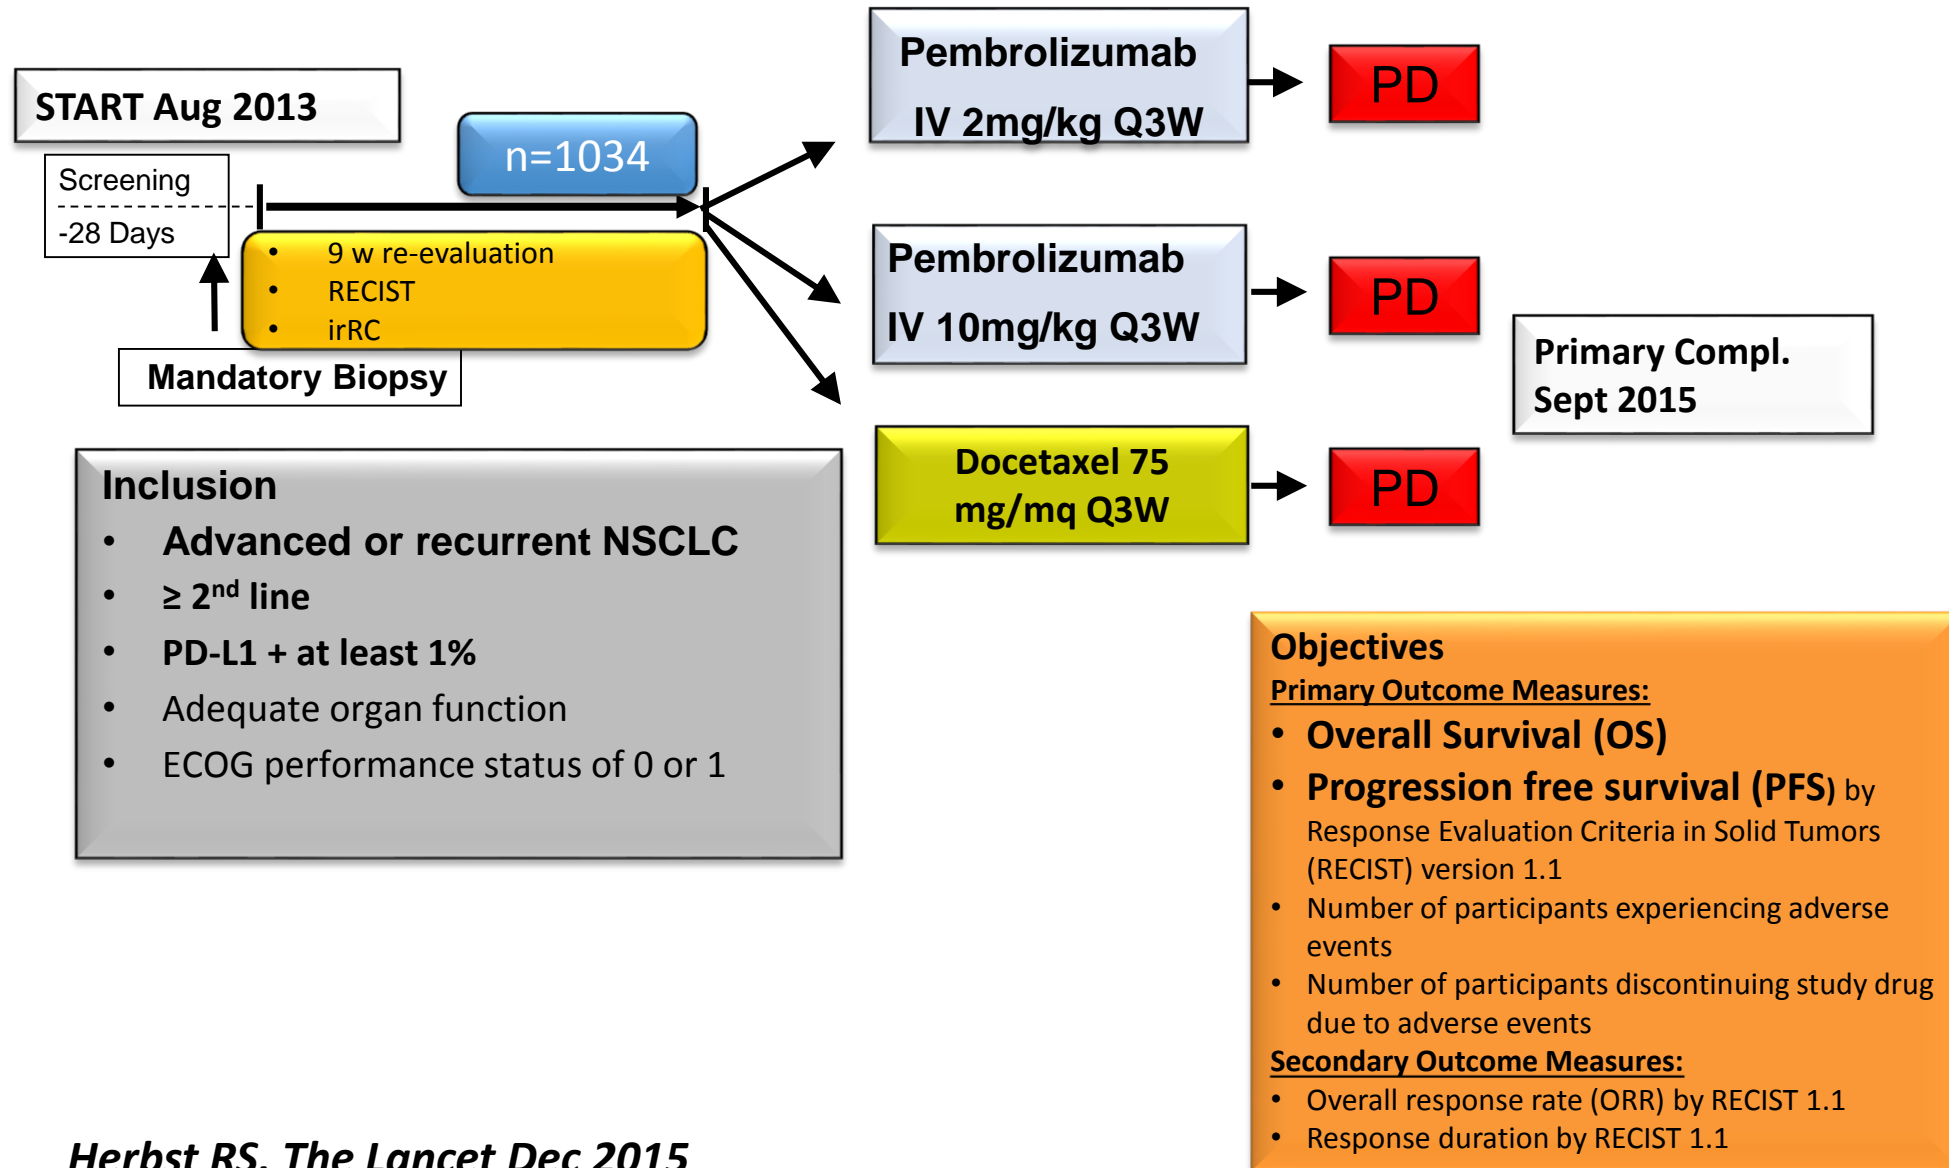 START Aug 2013
Screening
-28 Days
n=1034
• 9 w re-evaluation
• RECIST
• irRC
Mandatory Biopsy
Pembrolizumab
IV 2mg/kg Q3W
PD
Pembrolizumab
IV 10mg/kg Q3W
PD
Docetaxel 75
mg/mq Q3W
PD
Primary Compl.
Sept 2015
Inclusion
• Advanced or recurrent NSCLC
• ≥ 2nd line
• PD-L1 + at least 1%
• Adequate organ function
• ECOG performance status of 0 or 1
Objectives
Primary Outcome Measures:
• Overall Survival (OS)
• Progression free survival (PFS) by
Response Evaluation Criteria in Solid Tumors
(RECIST) version 1.1
• Number of participants experiencing adverse
events
• Number of participants discontinuing study drug
due to adverse events
Secondary Outcome Measures:
• Overall response rate (ORR) by RECIST 1.1
• Response duration by RECIST 1.1
Herbst RS, The Lancet Dec 2015